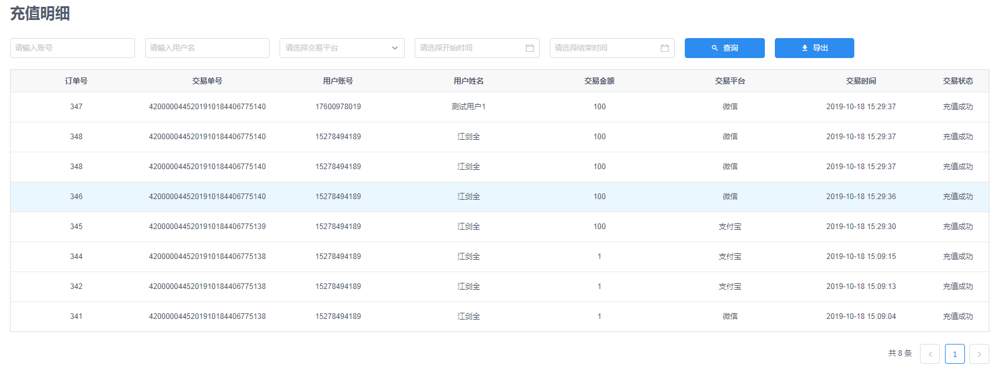 充值明细
请输入账号 请输入用户名 请选择交易平台 请选择开始时间 请选择结束时间 查询 导出
订单号 交易单号 用户账号 用户姓名 交易金额 交易平台 交易时间 交易状态
347 4200000445201910184406775140 17600978019 测试用户1 100 微信 2019-10-18 15:29:37 充值成功
348 4200000445201910184406775140 15278494189 江剑全 100 微信 2019-10-18 15:29:37 充值成功
348 4200000445201910184406775140 15278494189 江剑全 100 微信 2019-10-18 15:29:37 充值成功
346 4200000445201910184406775140 15278494189 江剑全 100 微信 2019-10-18 15:29:36 充值成功
345 4200000445201910184406775139 15278494189 江剑全 100 支付宝 2019-10-18 15:29:30 充值成功
344 4200000445201910184406775138 15278494189 江剑全 1 支付宝 2019-10-18 15:09:15 充值成功
342 4200000445201910184406775138 15278494189 江剑全 1 支付宝 2019-10-18 15:09:13 充值成功
341 4200000445201910184406775138 15278494189 江剑全 1 微信 2019-10-18 15:09:04 充值成功
共 8 条 1